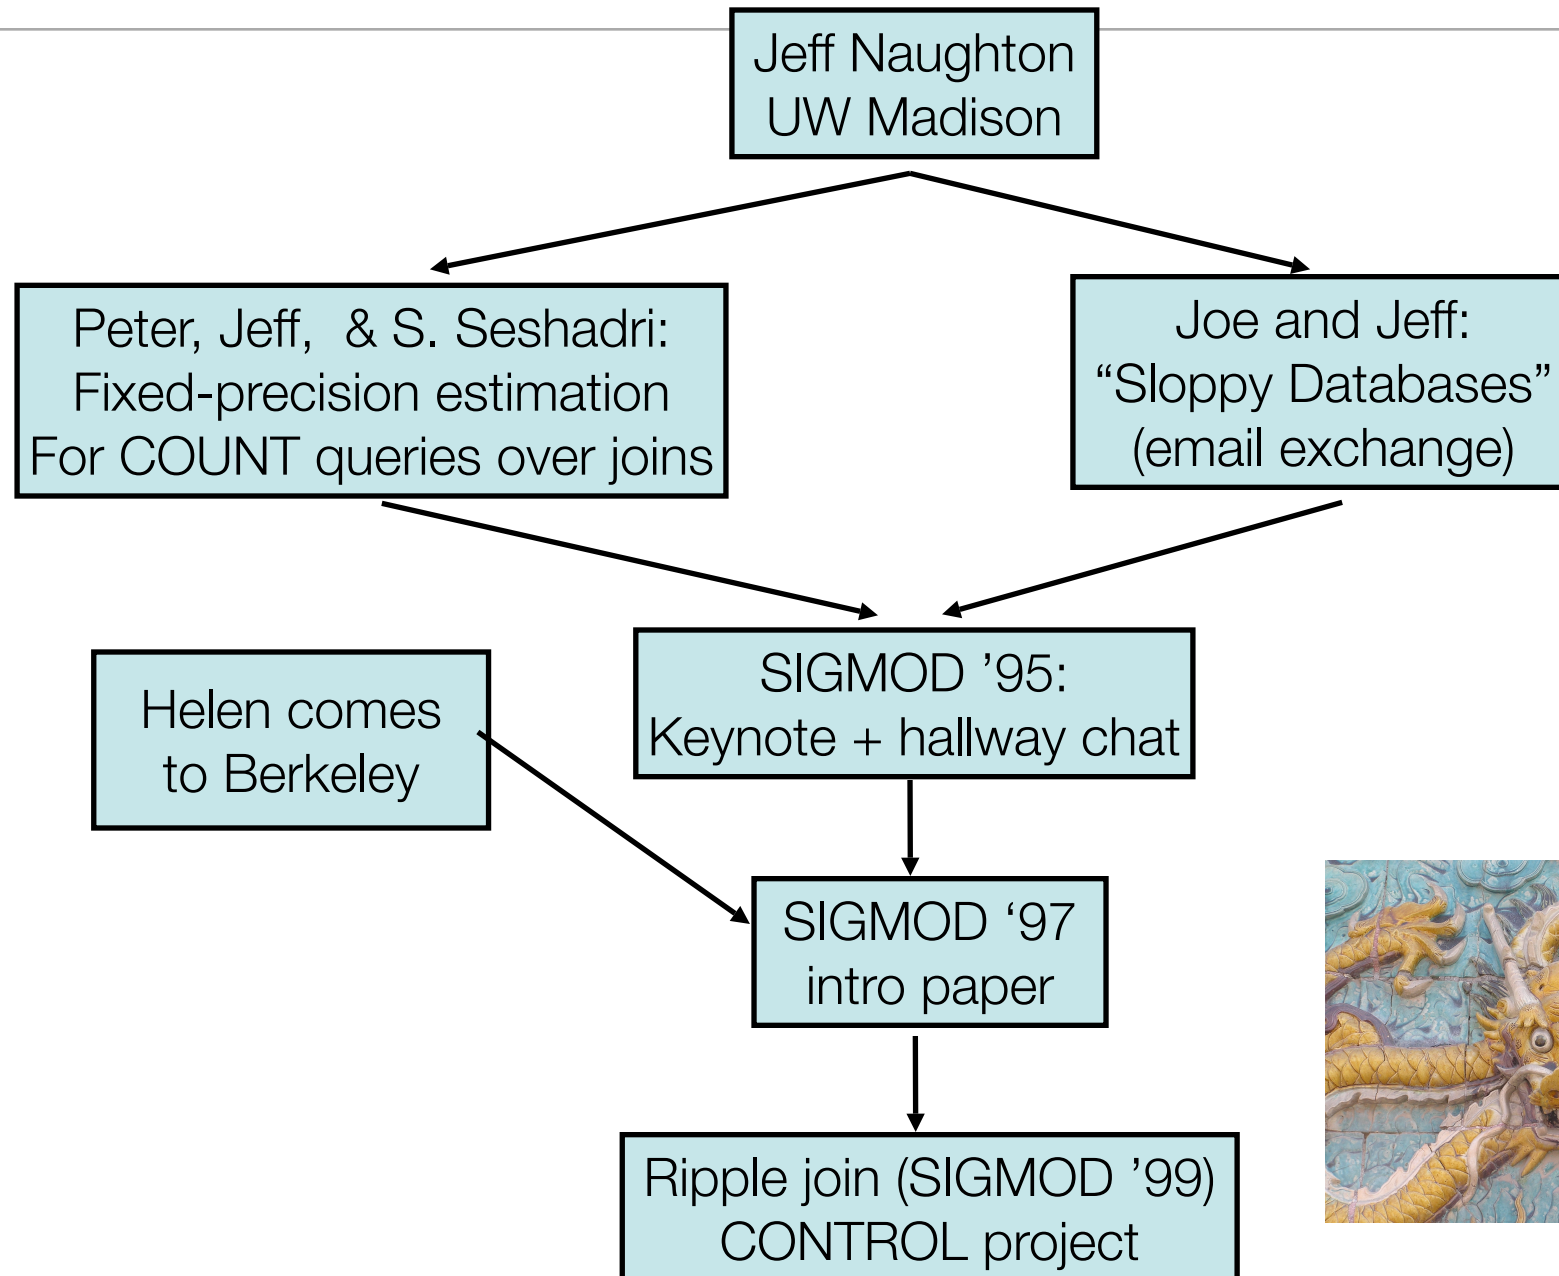 Jeff Naughton
UW Madison
Peter, Jeff,  & S. Seshadri:
Fixed-precision estimation
For COUNT queries over joins
Joe and Jeff:
“Sloppy Databases”
(email exchange)
SIGMOD ’95:
Keynote + hallway chat
Helen comes
to Berkeley
SIGMOD ‘97
intro paper
Ripple join (SIGMOD ’99)
CONTROL project